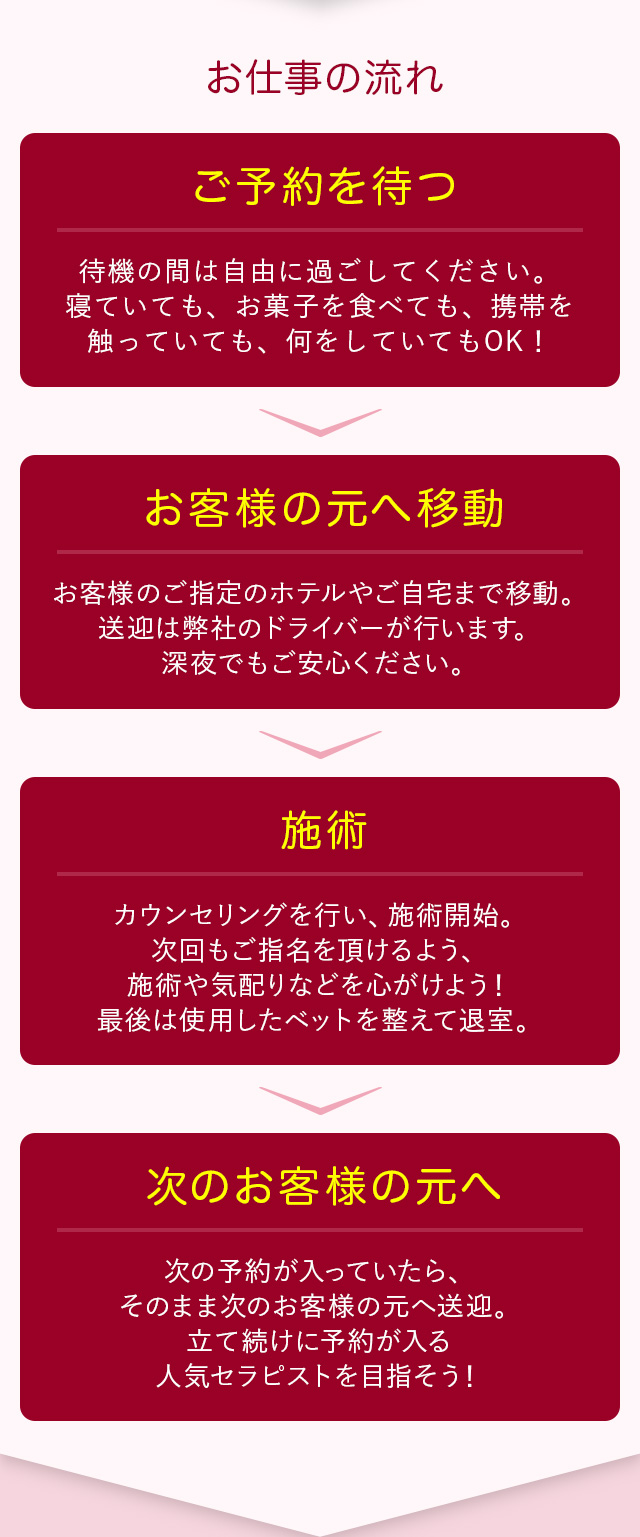 お仕事の流れ
ご予約を待つ
待機の間は自由に過ごしてください。
寝ていても、お菓子を食べても、携帯を
触っていても、何をしていてもOK！
お客様の元へ移動
お客様のご指定のホテルやご自宅まで移動。
送迎は弊社のドライバーが行います。
深夜でもご安心ください。
施術
カウンセリングを行い、施術開始。
次回もご指名を頂けるよう、
施術や気配りなどを心がけよう！
最後は使用したベットを整えて退室。
次のお客様の元へ
次の予約が入っていたら、
そのまま次のお客様の元へ送迎。
立て続けに予約が入る
人気セラピストを目指そう！